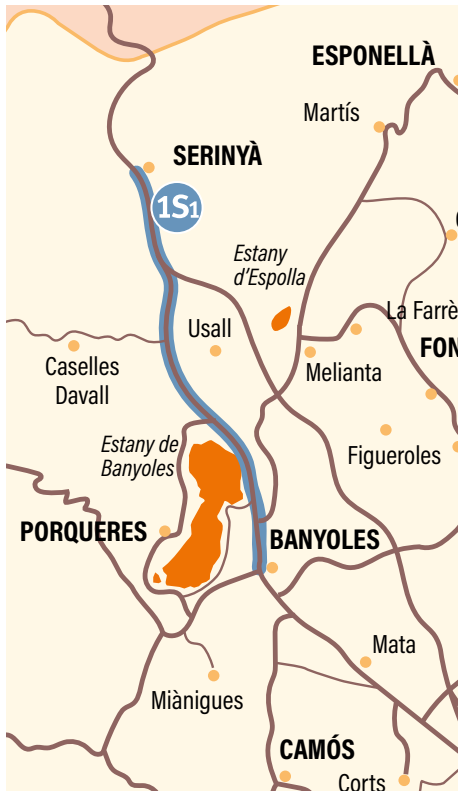 ESPONELLÀ
Martís
SERINYÀ
1S1
Estany
d'Espolla
La Farrè
Usall
FON
Caselles
Davall
Melianta
Estany de
Banyoles
Figueroles
PORQUERES
BANYOLES
Mata
Miànigues
CAMÓS
Corts